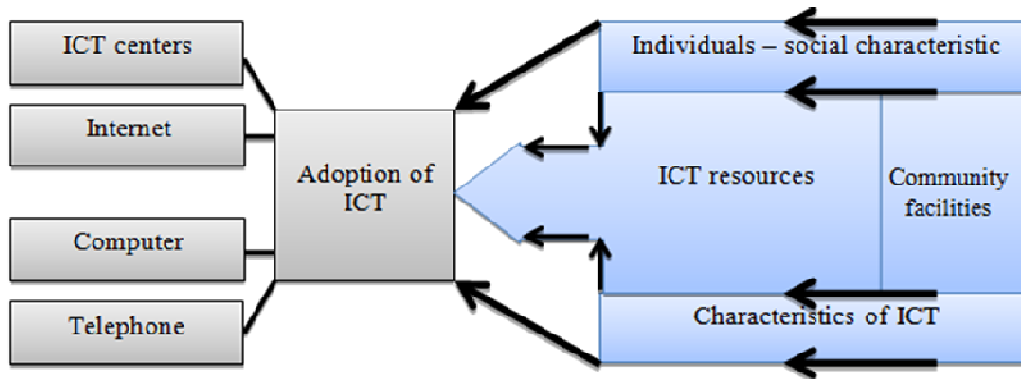 ICT centers
Internet
Computer
Telephone
Adoption of
ICT
Individuals – social characteristic
ICT resources
Community
facilities
Characteristics of ICT